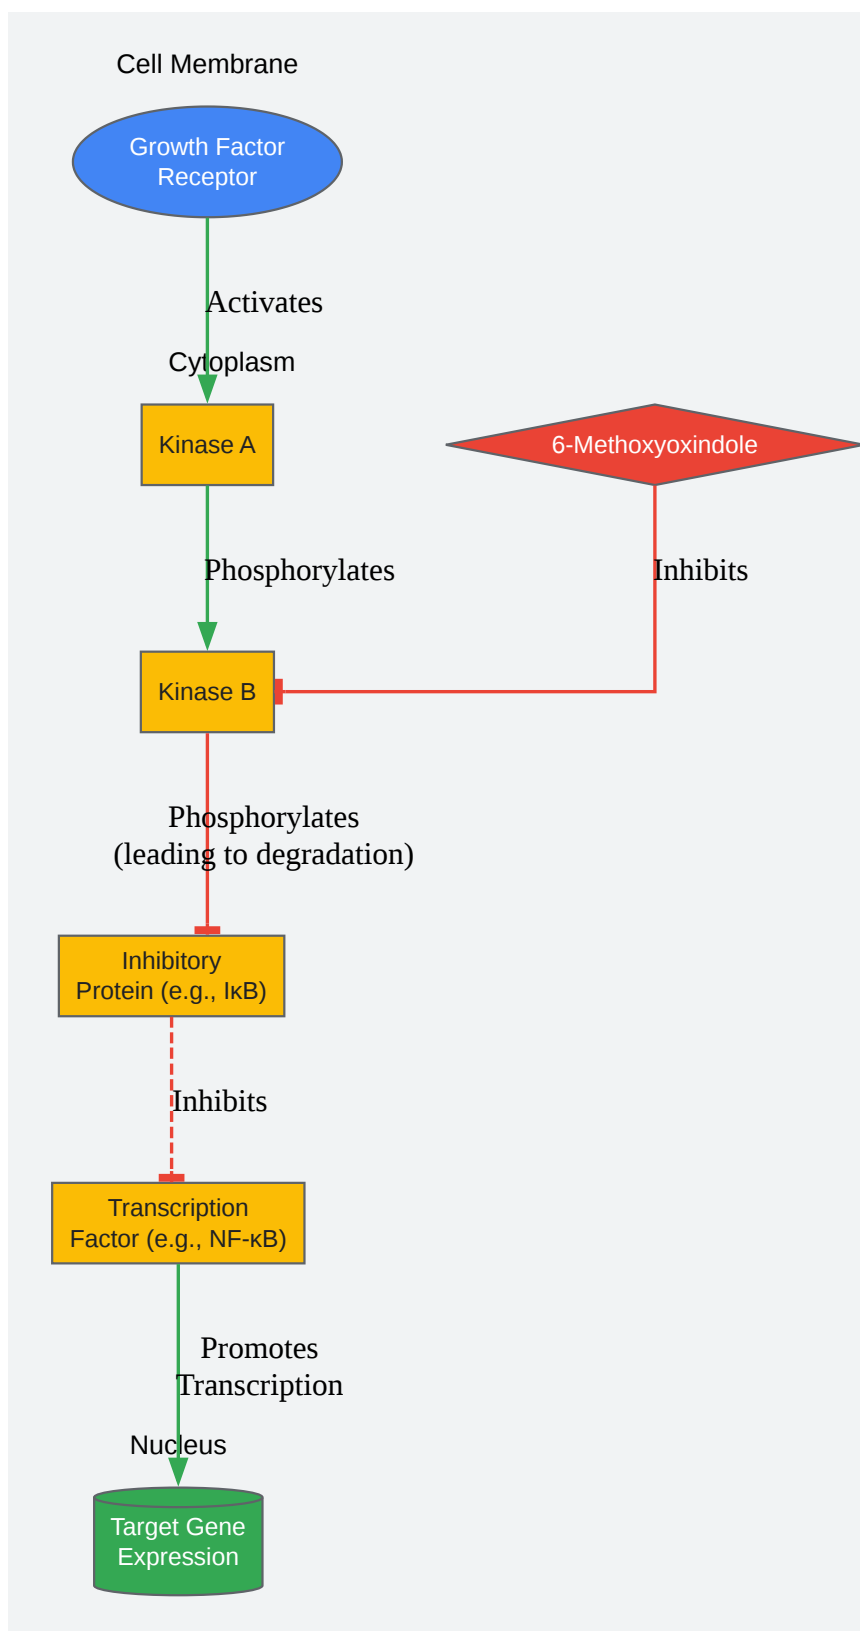 Cell Membrane
Growth Factor
Receptor
Activates
Cytoplasm
Kinase A
6-Methoxyoxindole
Phosphorylates
Inhibits
Kinase B
Phosphorylates
(leading to degradation)
Inhibitory
Protein (e.g., IκB)
Inhibits
Transcription
Factor (e.g., NF-κB)
Promotes
Transcription
Nucleus
Target Gene
Expression